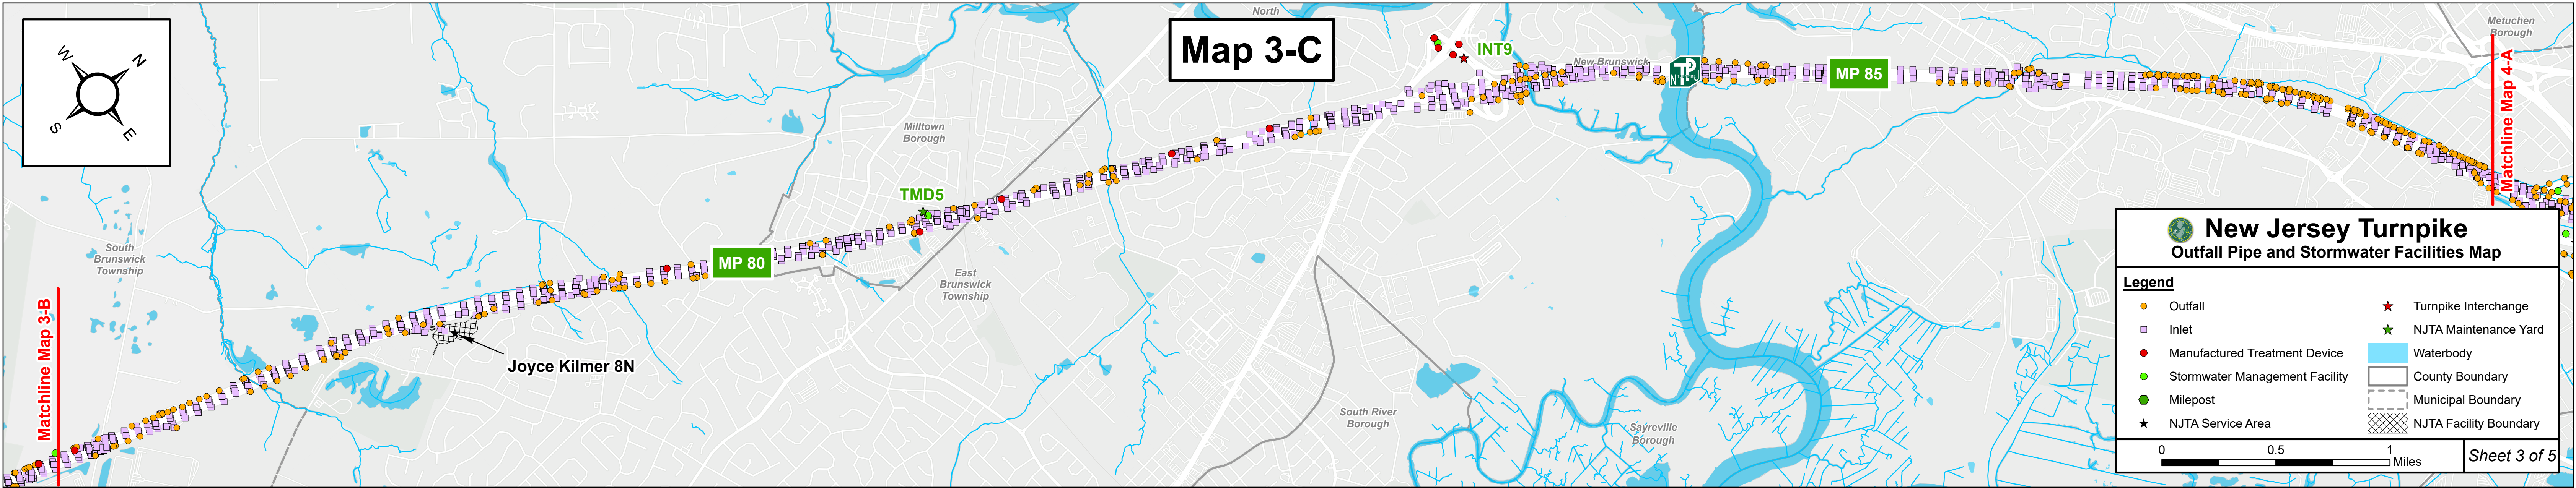 Map 3-C
W
N
S
E
North
INT9
New Brunswick
N J
TP
MP 85
Metuchen
Borough
Matchline Map 4-A
Milltown
Borough
TMD5
South
Brunswick
Township
MP 80
East
Brunswick
Township
Matchline Map 3-B
Joyce Kilmer 8N
South River
Borough
Sayreville
Borough
New Jersey Turnpike
Outfall Pipe and Stormwater Facilities Map
Legend
Outfall
Inlet
Manufactured Treatment Device
Stormwater Management Facility
Milepost
NJTA Service Area
Turnpike Interchange
NJTA Maintenance Yard
Waterbody
County Boundary
Municipal Boundary
NJTA Facility Boundary
0 0.5 1
Miles
Sheet 3 of 5